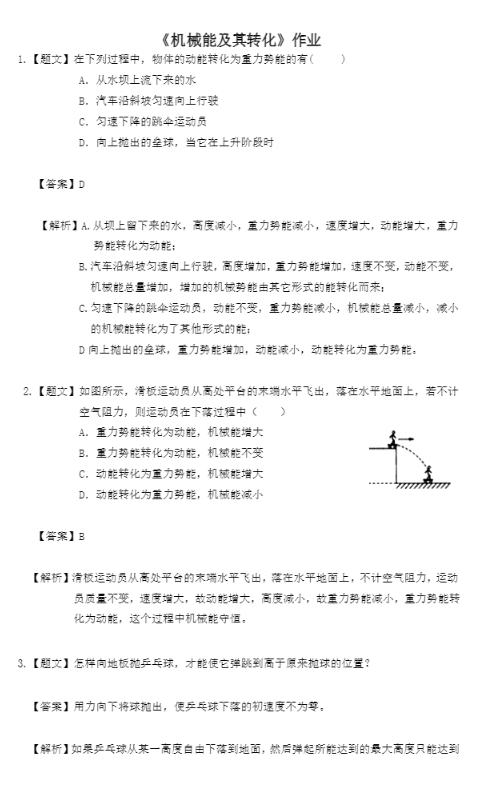 《机械能及其转化》作业
1.【题文】在下列过程中，物体的动能转化为重力势能的有(　　)
A．从水坝上流下来的水
B．汽车沿斜坡匀速向上行驶
C．匀速下降的跳伞运动员
D．向上抛出的垒球，当它在上升阶段时
【答案】D
【解析】A.从坝上留下来的水，高度减小，重力势能减小，速度增大，动能增大，重力
势能转化为动能；
B.汽车沿斜坡匀速向上行驶，高度增加，重力势能增加，速度不变，动能不变，
机械能总量增加，增加的机械势能由其它形式的能转化而来；
C.匀速下降的跳伞运动员，动能不变，重力势能减小，机械能总量减小，减小
的机械能转化为了其他形式的能；
D向上抛出的垒球，重力势能增加，动能减小，动能转化为重力势能。
2.【题文】如图所示，滑板运动员从高处平台的末端水平飞出，落在水平地面上，若不计
空气阻力，则运动员在下落过程中（　　）
A．重力势能转化为动能，机械能增大
B．重力势能转化为动能，机械能不变
C．动能转化为重力势能，机械能增大
D．动能转化为重力势能，机械能减小
【答案】B
【解析】滑板运动员从高处平台的末端水平飞出，落在水平地面上，不计空气阻力，运动
员质量不变，速度增大，故动能增大，高度减小，故重力势能减小，重力势能转
化为动能，这个过程中机械能守恒。
3.【题文】怎样向地板抛乒乓球，才能使它弹跳到高于原来抛球的位置？
【答案】用力向下将球抛出，使乒乓球下落的初速度不为零。
【解析】如果乒乓球从某一高度自由下落到地面，然后弹起所能达到的最大高度只能达到